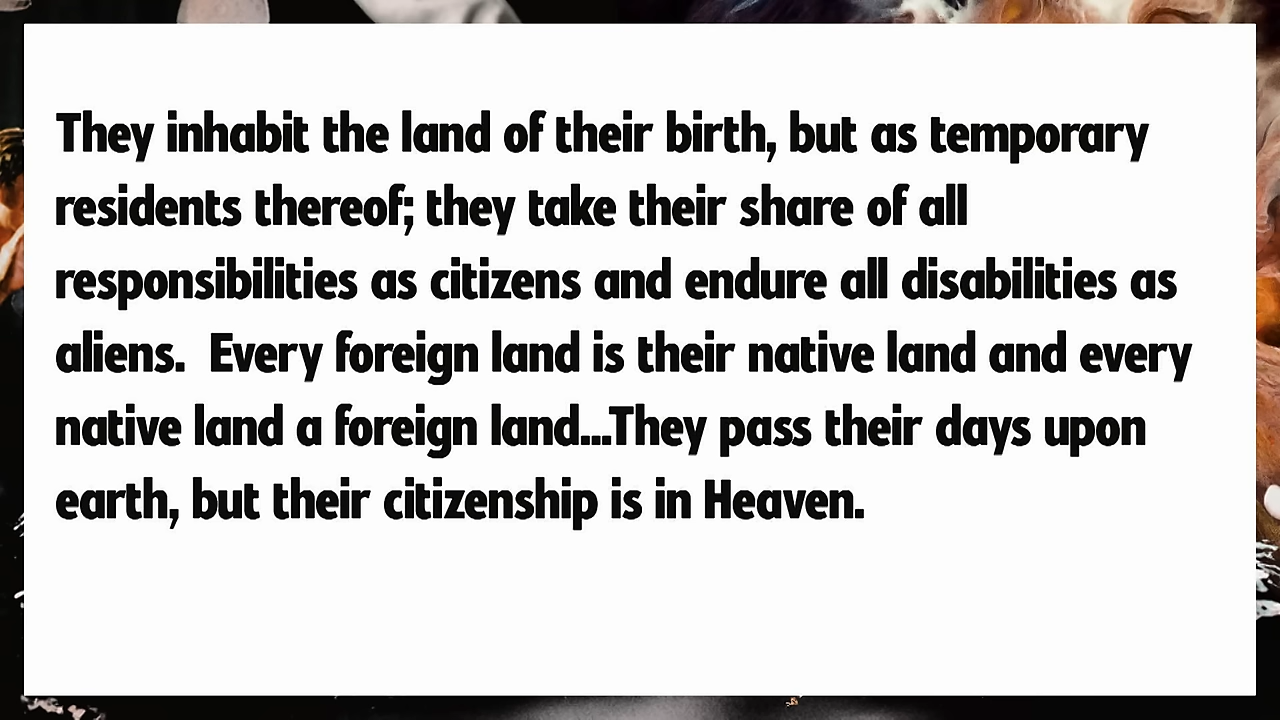 They inhabit the land of their birth, but as temporary
residents thereof; they take their share of all
responsibilities as citizens and endure all disabilities as
aliens.  Every foreign land is their native land and every
native land a foreign land...They pass their days upon
earth, but their citizenship is in Heaven.